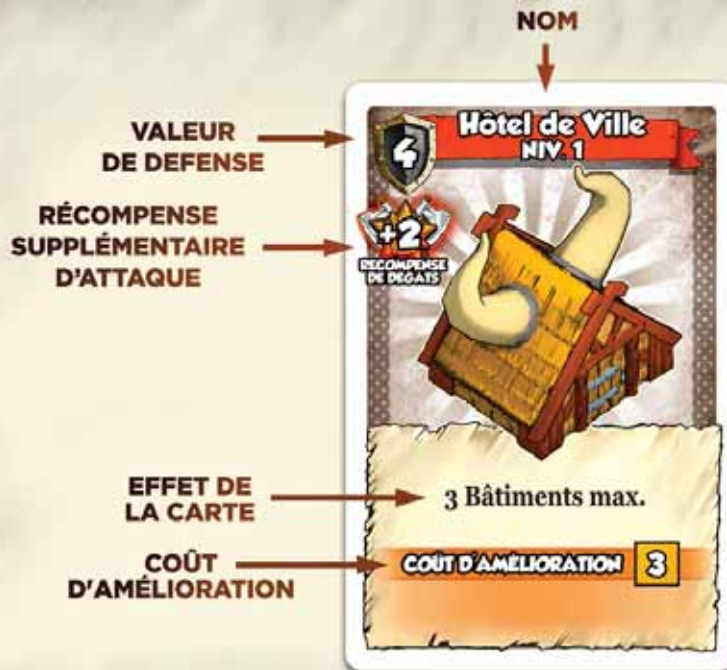 NOM
VALEUR
DE DEFENSE
4
Hôtel de Ville
NIV. 1
RÉCOMPENSE
SUPPLÉMENTAIRE
D'ATTAQUE
+2
RECOMPENSE
DE DEGATS
EFFET DE
LA CARTE
3 Bâtiments max.
COÛT
D'AMÉLIORATION
COÛT D'AMÉLIORATION 3